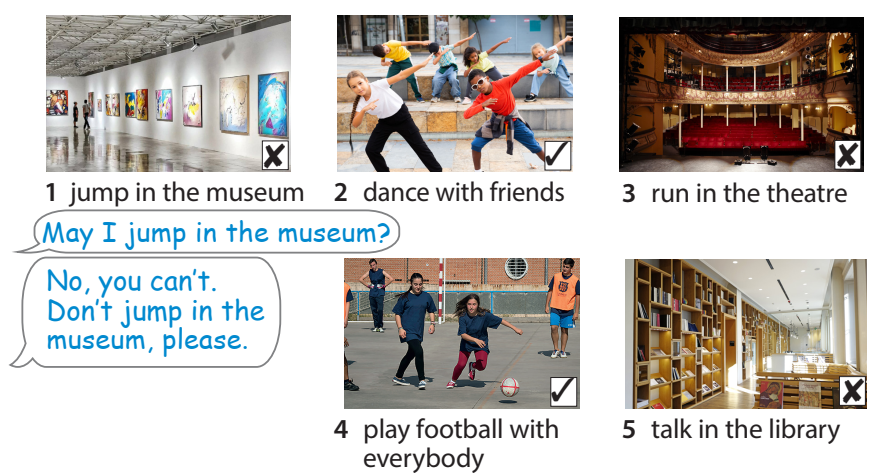 1 jump in the museum
2 dance with friends
3 run in the theatre
May I jump in the museum?
No, you can't.
Don't jump in the
museum, please.
4 play football with
everybody
5 talk in the library